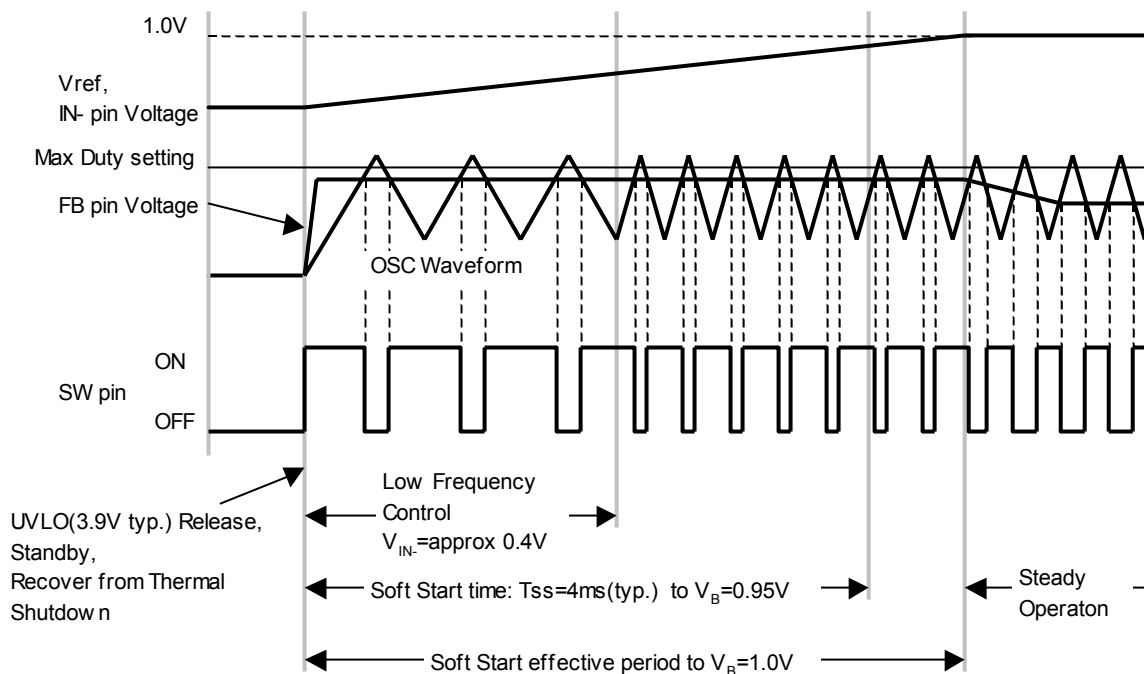 1.0V
Vref,
IN- pin Voltage
Max Duty setting
FB pin Voltage
OSC Waveform
ON
SW pin
OFF
UVLO(3.9V typ.) Release,
Standby,
Recover from Thermal
Shutdown
Low Frequency
Control
V_IN-=approx 0.4V
Soft Start time: Tss=4ms(typ.) to V_B=0.95V
Steady
Operaton
Soft Start effective period to V_B=1.0V